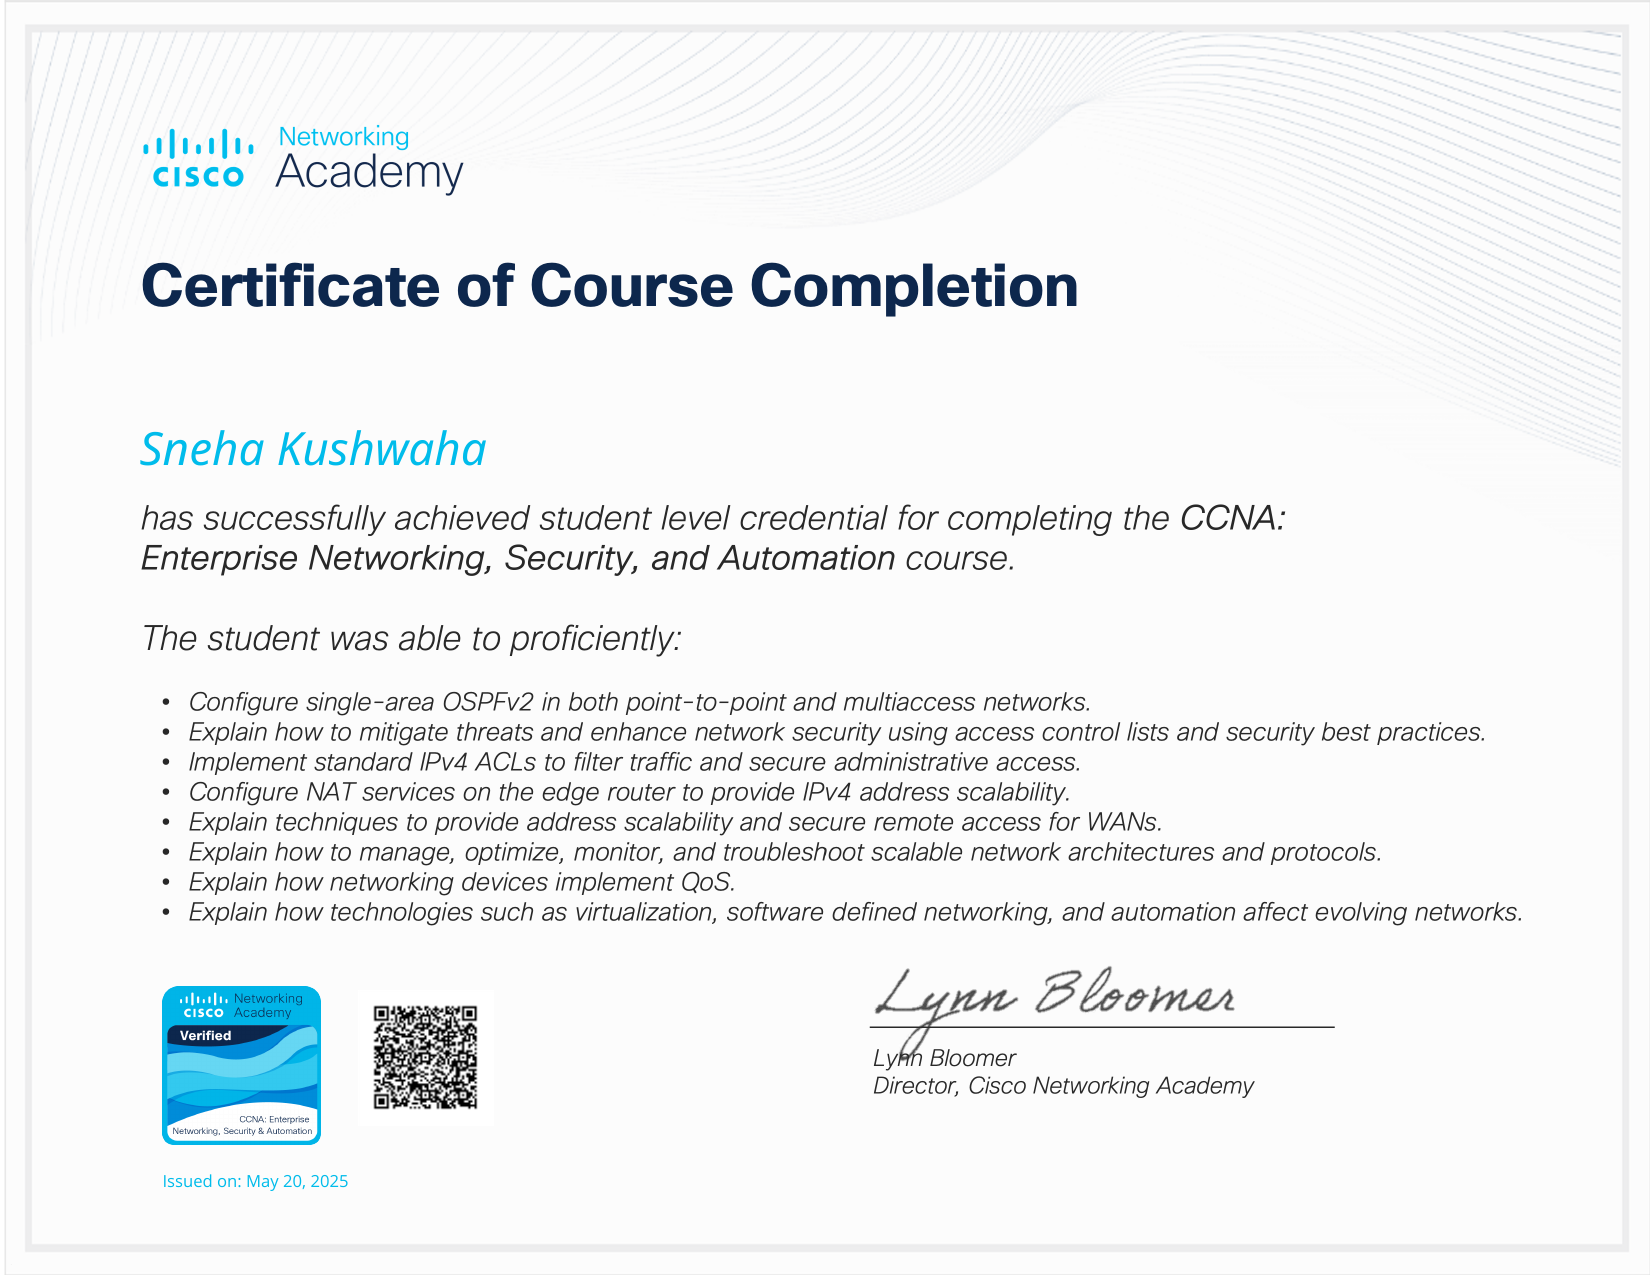 Networking
Academy
CISCO
Certificate of Course Completion
Sneha Kushwaha
has successfully achieved student level credential for completing the CCNA:
Enterprise Networking, Security, and Automation course.
The student was able to proficiently:
• Configure single-area OSPFv2 in both point-to-point and multiaccess networks.
• Explain how to mitigate threats and enhance network security using access control lists and security best practices.
• Implement standard IPv4 ACLs to filter traffic and secure administrative access.
• Configure NAT services on the edge router to provide IPv4 address scalability.
• Explain techniques to provide address scalability and secure remote access for WANs.
• Explain how to manage, optimize, monitor, and troubleshoot scalable network architectures and protocols.
• Explain how networking devices implement QoS.
• Explain how technologies such as virtualization, software defined networking, and automation affect evolving networks.
Networking
CISCO Academy
Verified
CCNA: Enterprise
Networking, Security & Automation
Lynn Bloomer
Lynn Bloomer
Director, Cisco Networking Academy
Issued on: May 20, 2025